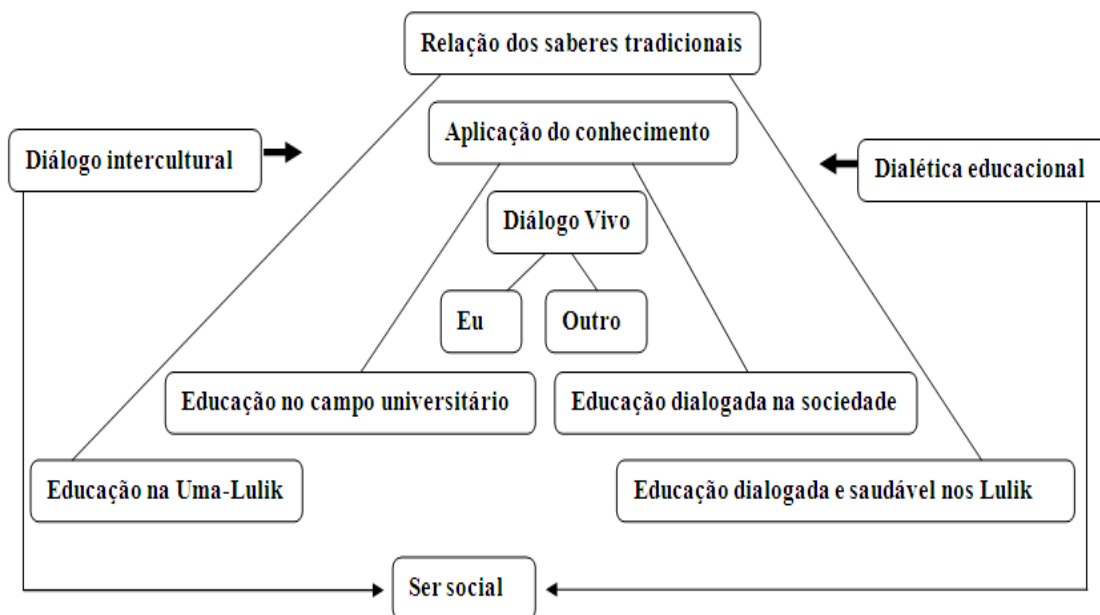 Relação dos saberes tradicionais
Aplicação do conhecimento
Diálogo intercultural
Dialética educacional
Diálogo Vivo
Eu
Outro
Educação no campo universitário
Educação dialogada na sociedade
Educação na Uma-Lulik
Educação dialogada e saudável nos Lulik
Ser social